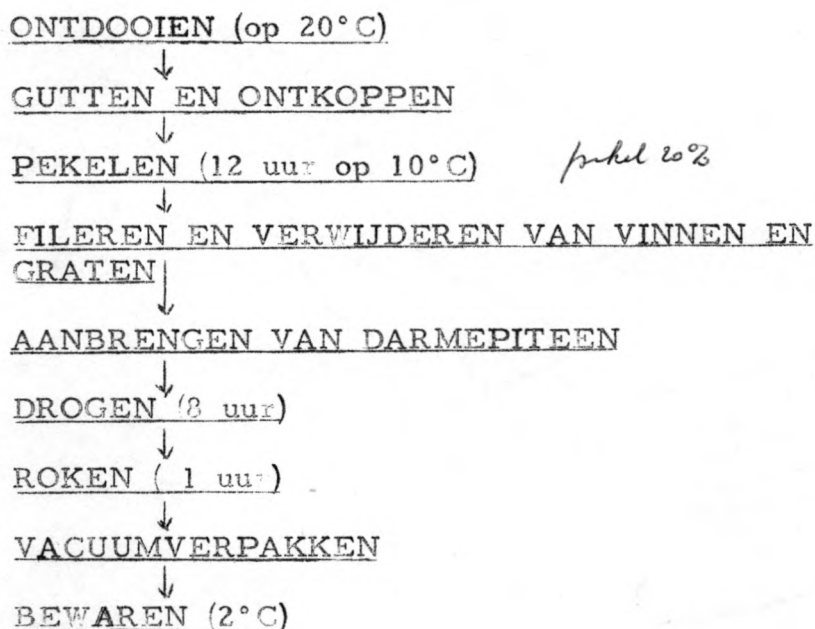 ONTDOOIEN (op 20°C)
↓
GUTTEN EN ONTKOPPEN
↓
PEKELEN (12 uur op 10°C) pekel 20%
↓
FILEREN EN VERWIJDEREN VAN VINNEN EN
GRATEN
↓
AANBRENGEN VAN DARMEPITEEN
↓
DROGEN (8 uur)
↓
ROKEN ( 1 uur)
↓
VACUUMVERPAKKEN
↓
BEWAREN (2°C)